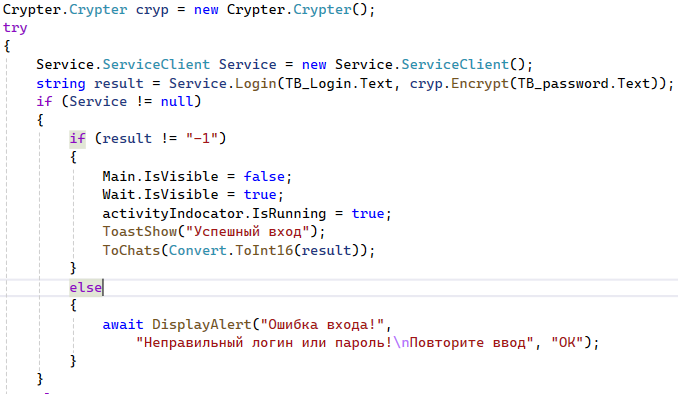 Crypter.Crypter cryp = new Crypter.Crypter();
try
{
Service.ServiceClient Service = new Service.ServiceClient();
string result = Service.Login(TB_Login.Text, cryp.Encrypt(TB_password.Text));
if (Service != null)
{
if (result != "-1")
{
Main.IsVisible = false;
Wait.IsVisible = true;
activityIndocator.IsRunning = true;
ToastShow("Успешный вход");
ToChats(Convert.ToInt16(result));
}
else
{
await DisplayAlert("Ошибка входа!",
"Неправильный логин или пароль!\nПовторите ввод", "ОК");
}
}